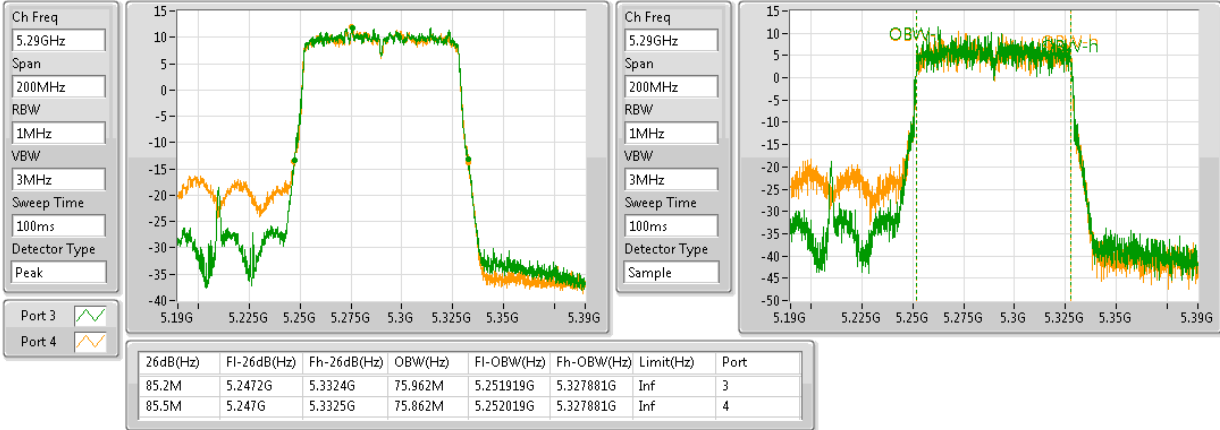 Ch Freq
5.29GHz
Span
200MHz
RBW
1MHz
VBW
3MHz
Sweep Time
100ms
Detector Type
Peak
Port 3
Port 4
15
10
5
0
-5
-10
-15
-20
-25
-30
-35
-40
5.19G 5.225G 5.25G 5.275G 5.3G 5.325G 5.39G
Ch Freq
5.29GHz
Span
200MHz
RBW
1MHz
VBW
3MHz
Sweep Time
100ms
Detector Type
Sample
15
10
5
0
-5
-10
-15
-20
-25
-30
-35
-40
-45
-50
5.19G 5.225G 5.25G 5.275G 5.3G 5.325G 5.39G
26dB(Hz) Fl-26dB(Hz) Fh-26dB(Hz) OBW(Hz) Fl-OBW(Hz) Fh-OBW(Hz) Limit(Hz) Port
85.2M 5.2472G 5.3324G 75.962M 5.251919G 5.327881G Inf 3
85.5M 5.247G 5.3325G 75.862M 5.252019G 5.327881G Inf 4